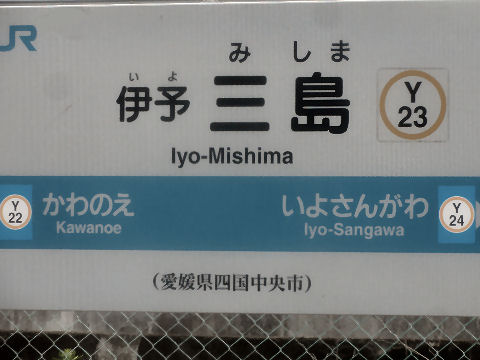 JR
いよ みしま
伊予三島
Y
23
Iyo-Mishima
Y
22
かわのえ
Kawanoe
いよさんがわ
Iyo-Sangawa
Y
24
（愛媛県四国中央市）